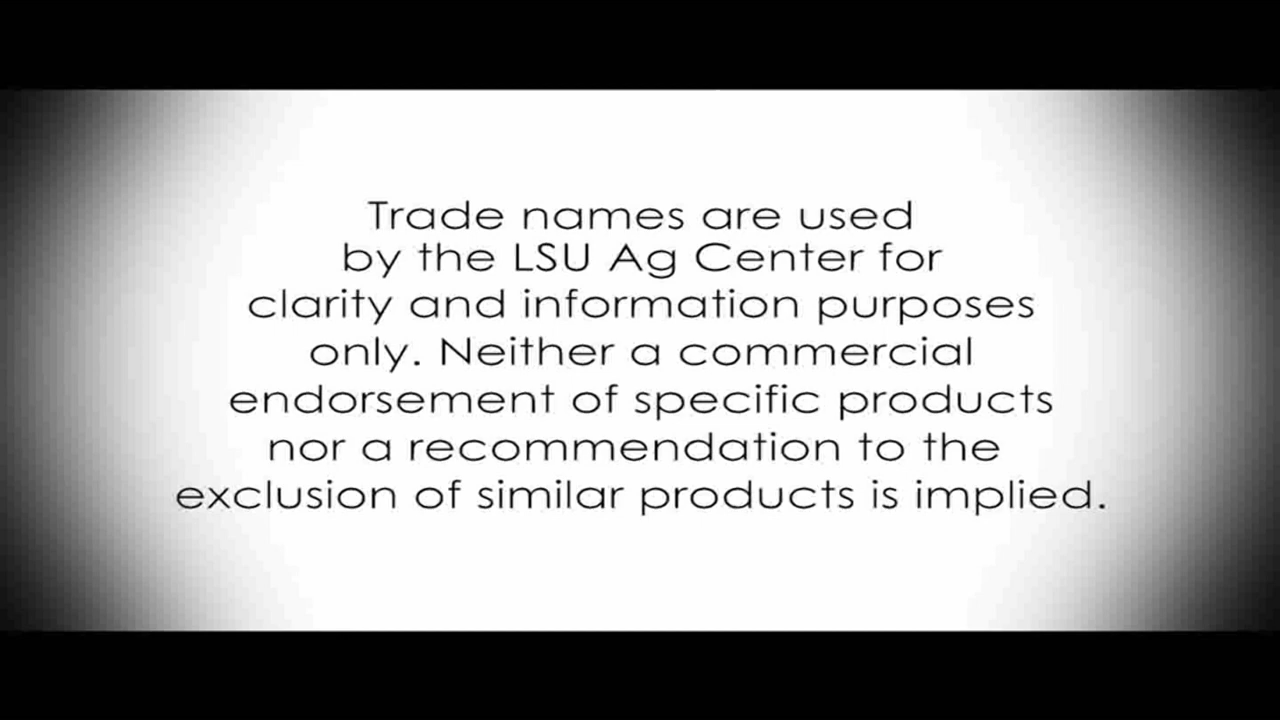 Trade names are used
by the LSU Ag Center for
clarity and information purposes
only. Neither a commercial
endorsement of specific products
nor a recommendation to the
exclusion of similar products is implied.